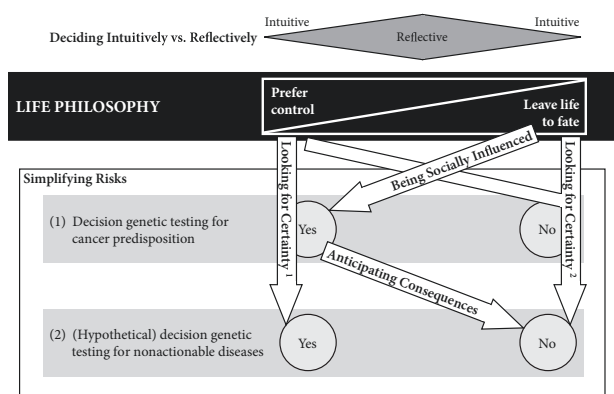 Intuitive
Intuitive
Deciding Intuitively vs. Reflectively
Reflective
LIFE PHILOSOPHY
Prefer
control
Leave life
to fate
Simplifying Risks
Looking for Certainty 1
Being Socially Influenced
Looking for Certainty 2
(1) Decision genetic testing for
cancer predisposition
Yes
No
Anticipating Consequences
(2) (Hypothetical) decision genetic
testing for nonactionable diseases
Yes
No